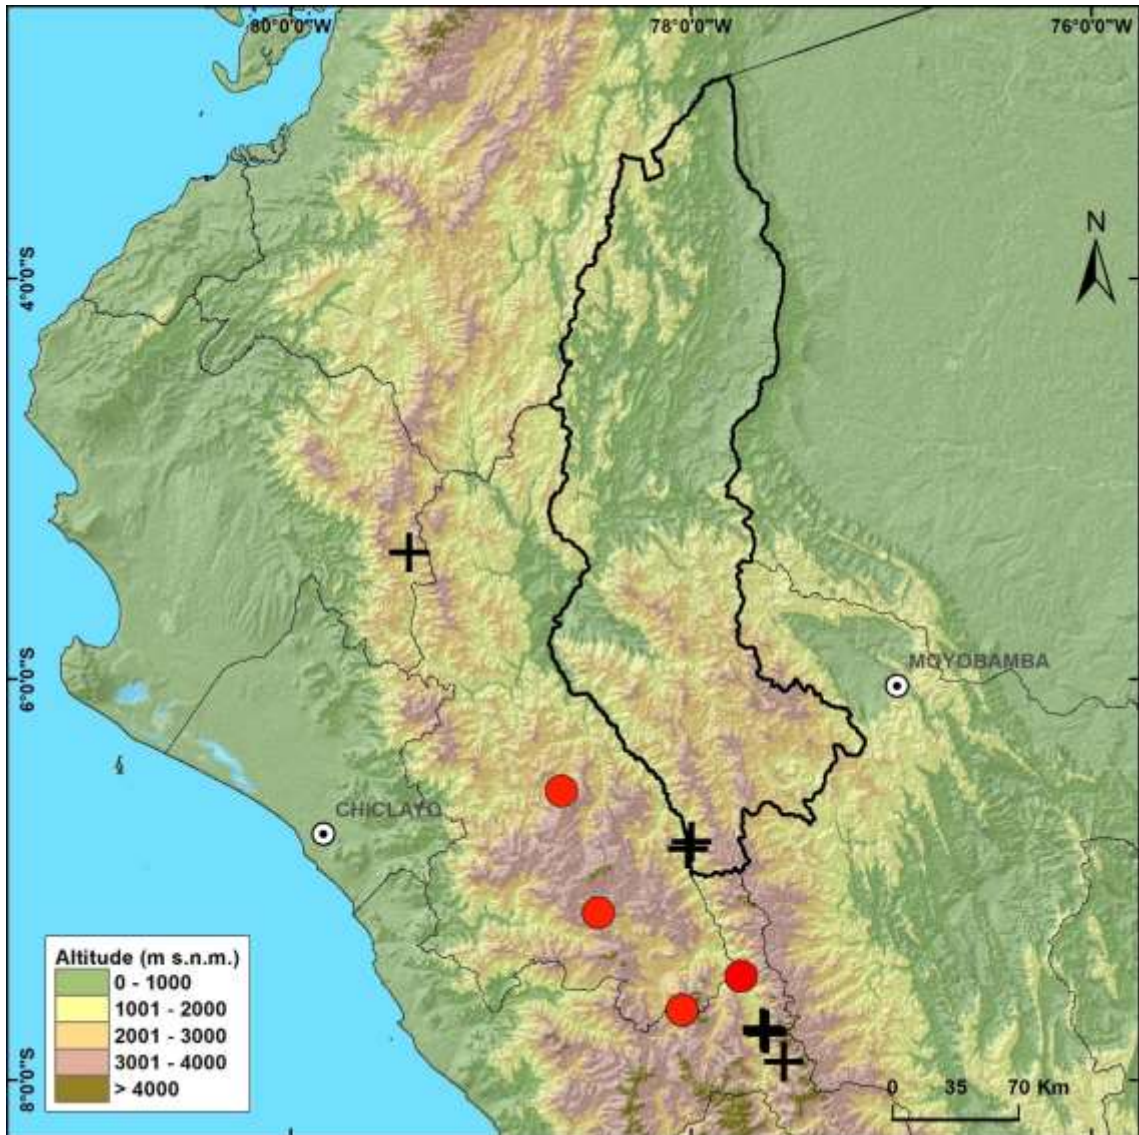 80°0'0"W
78°0'0"W
76°0'0"W
N
4°0'0"S
6°0'0"S
MOYOBAMBA
CHICLAYO
8°0'0"S
Altitude (m s.n.m.)
0 - 1000
1001 - 2000
2001 - 3000
3001 - 4000
> 4000
0 35 70 Km